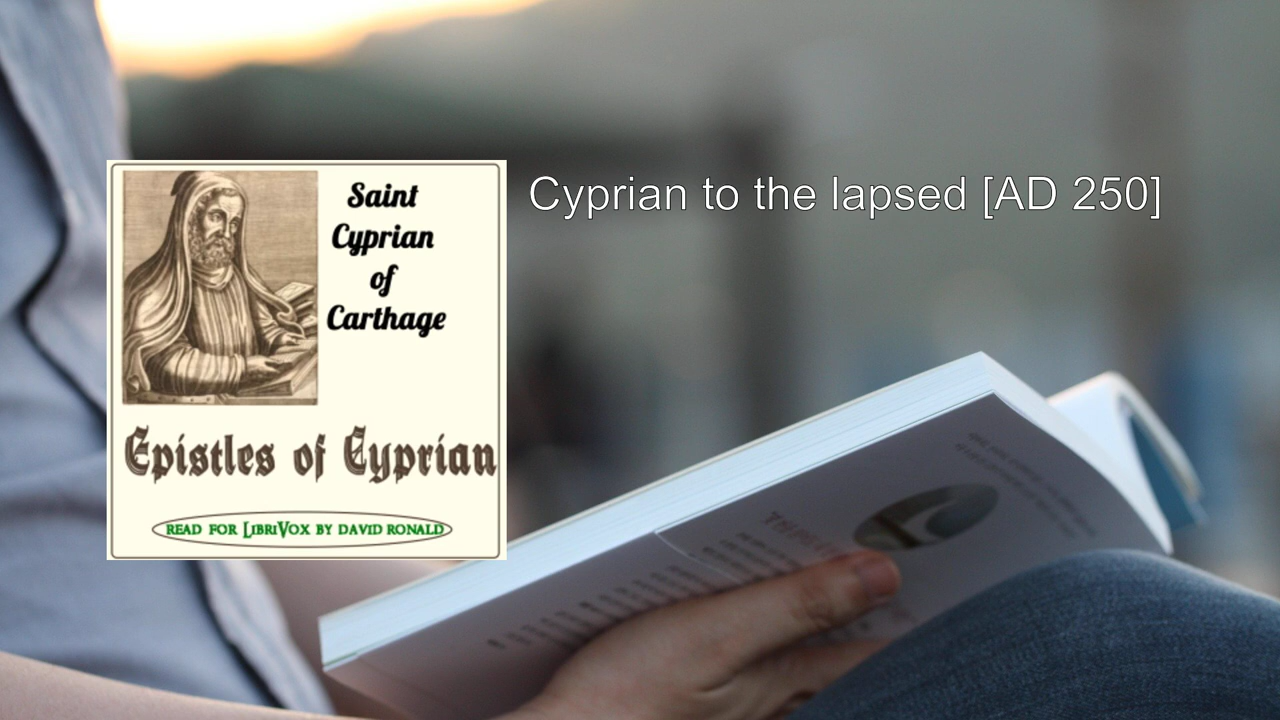 Saint
Cyprian
of
Carthage
Epistles of Cyprian
READ FOR LIBRIVOX BY DAVID RONALD
Cyprian to the lapsed [AD 250]